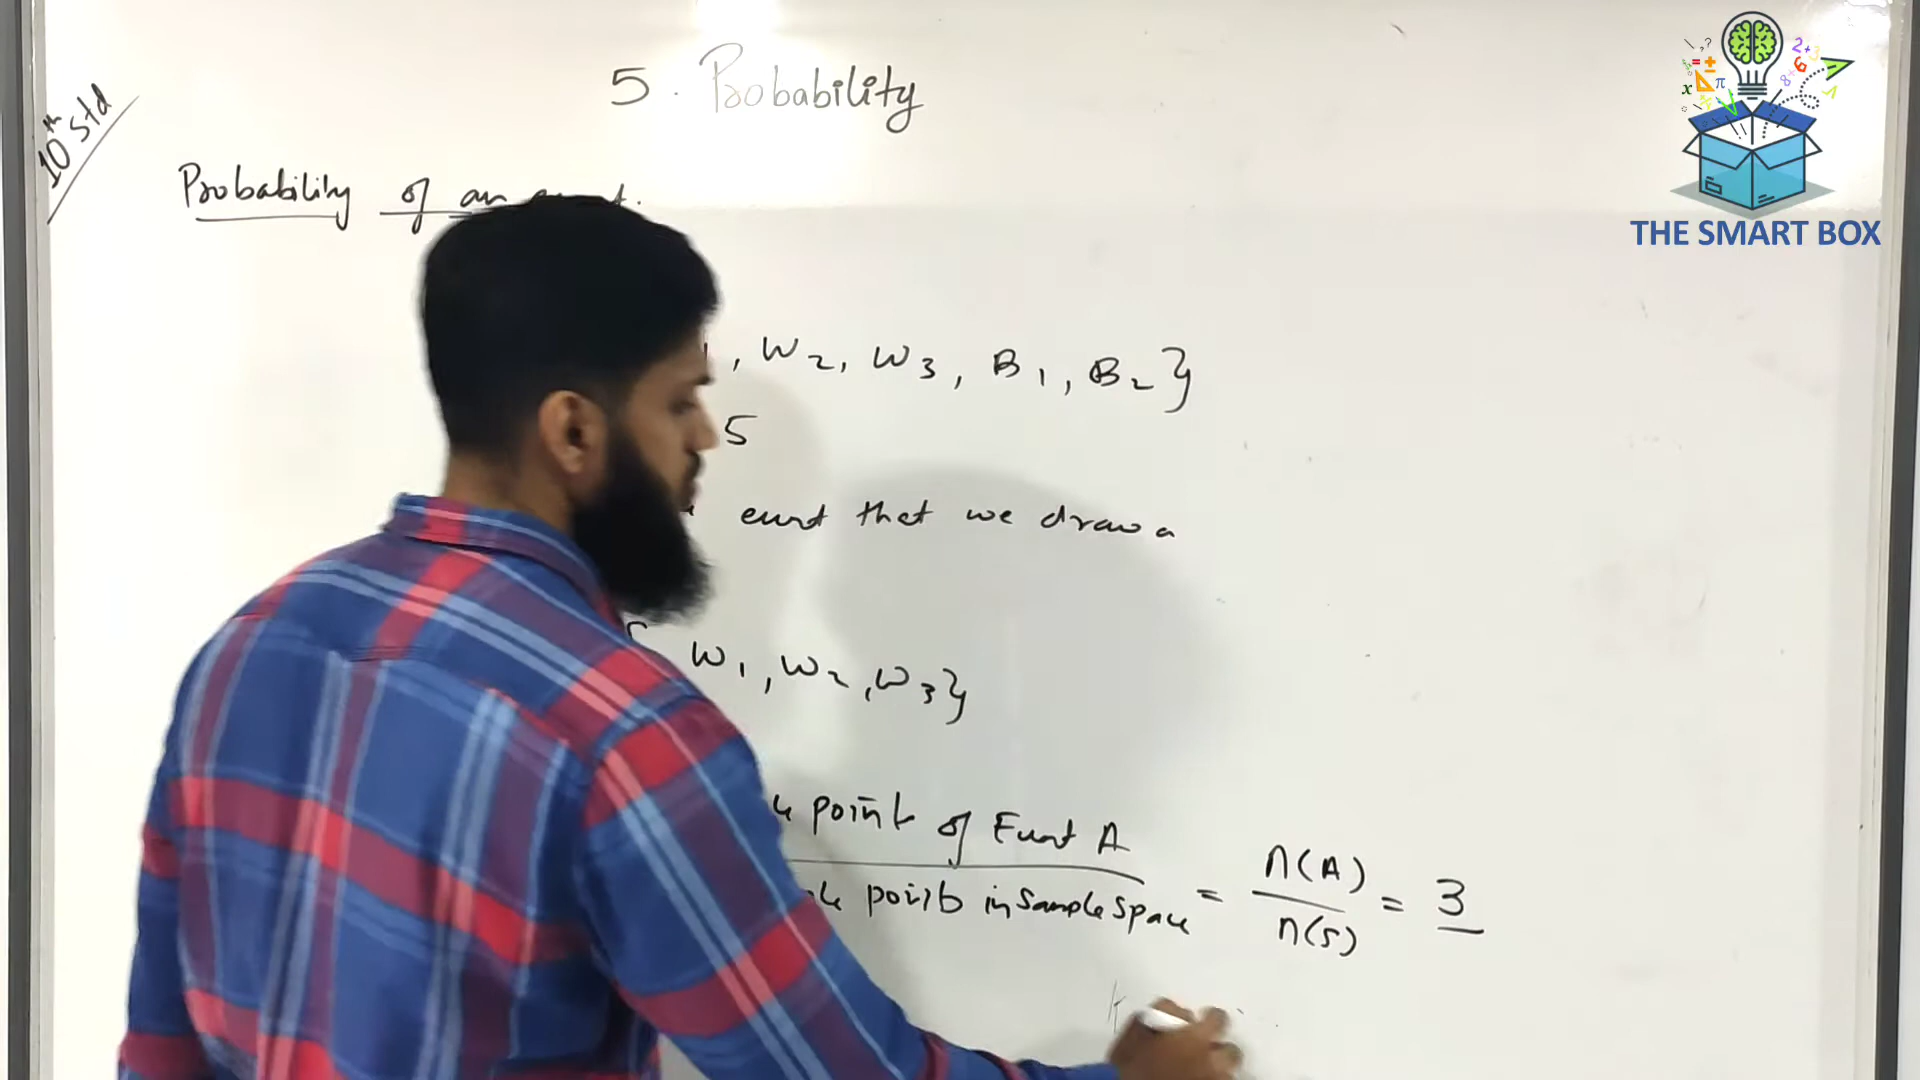 5. Probability
10th std
Probability of an
, W2, W3, B1, B2}
5
event that we draw a
W1, W2, W3}
point of Event A
points in Sample Space = n(A) / n(S) = 3
THE SMART BOX